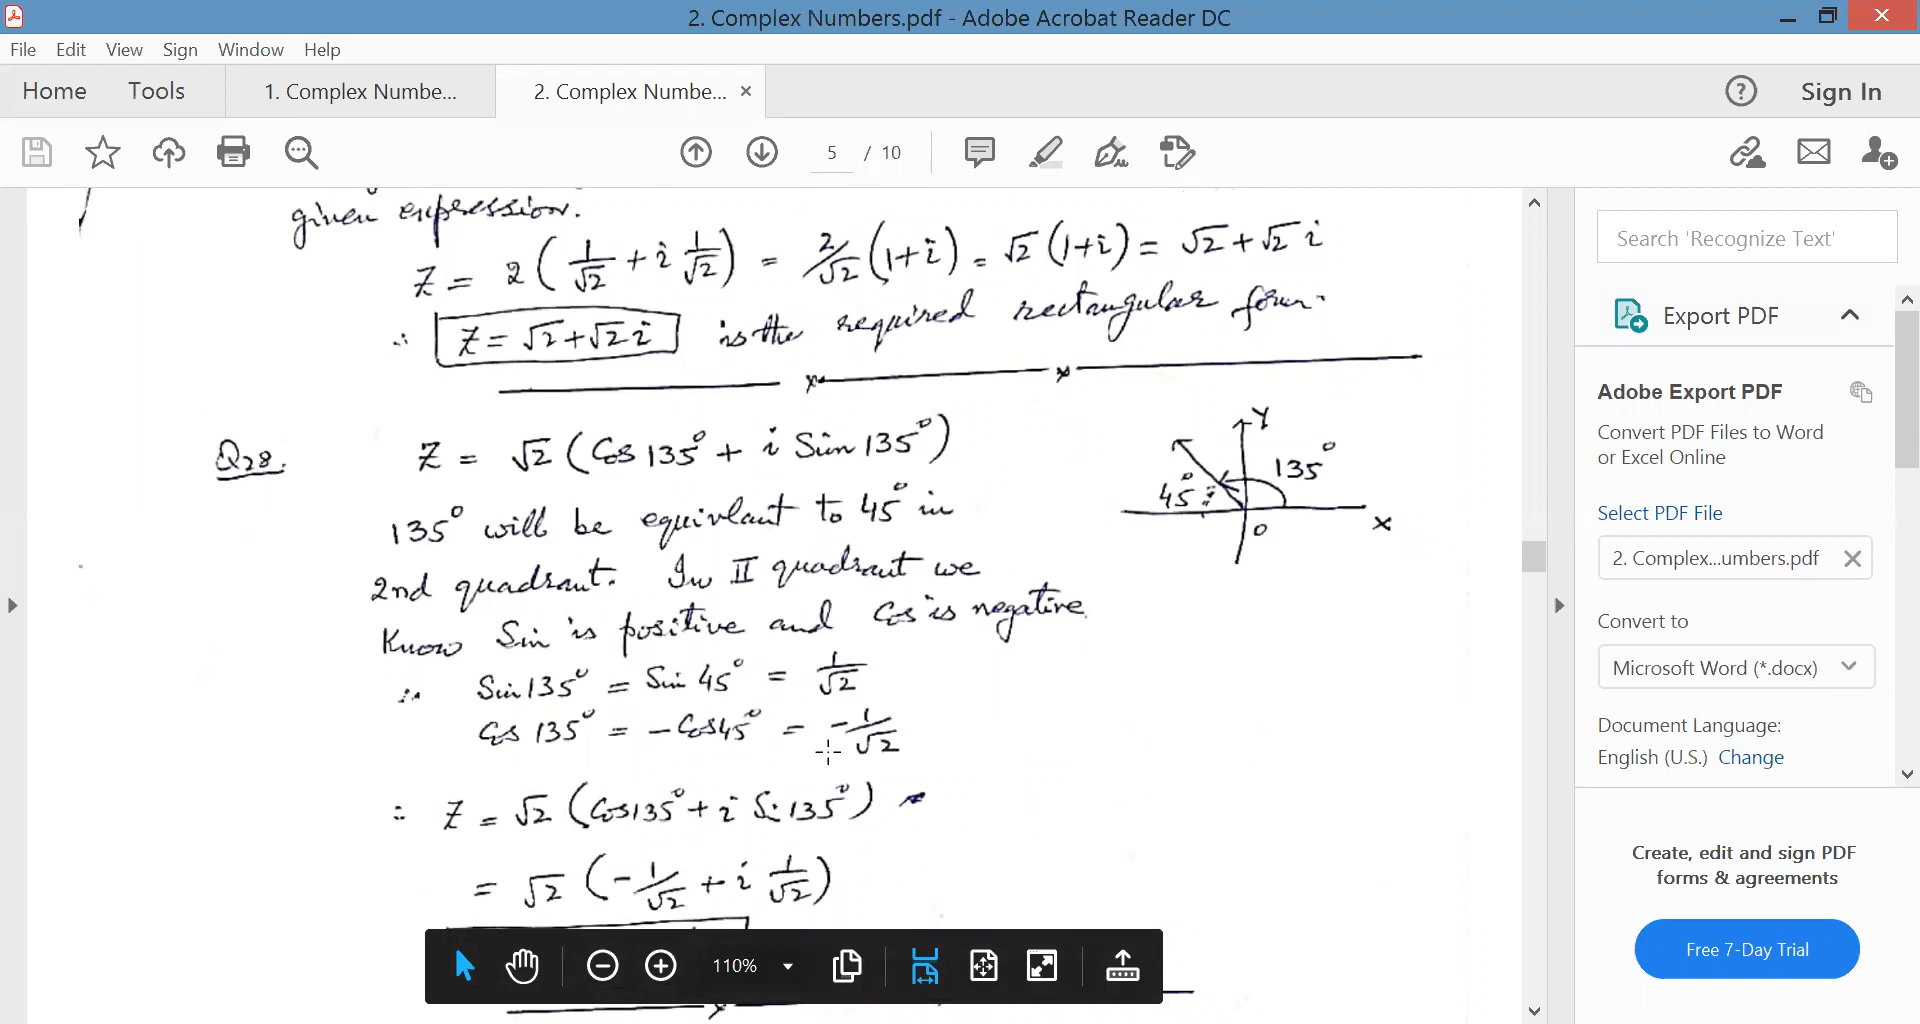 2. Complex Numbers.pdf - Adobe Acrobat Reader DC
File Edit View Sign Window Help
Home Tools 1. Complex Numbe... 2. Complex Numbe... × Sign In
5 / 10
given expression.
Z = 2 ( 1/√2 + i 1/√2 ) = 2/√2 (1+i) = √2 (1+i) = √2 + √2 i
∴ Z = √2 + √2 i is the required rectangular form.
Q28. Z = √2 ( Cos 135° + i Sin 135° )
Y
135°
45°
O
X
135° will be equivlant to 45° in
2nd quadrant. In II quadrant we
Know Sin is positive and Cos is negative.
∴ Sin 135° = Sin 45° = 1/√2
Cos 135° = -Cos 45° = -1/√2
∴ Z = √2 ( Cos 135° + i Si 135° )
= √2 ( -1/√2 + i 1/√2 )
110%
Search 'Recognize Text'
Export PDF
Adobe Export PDF
Convert PDF Files to Word
or Excel Online
Select PDF File
2. Complex...umbers.pdf
Convert to
Microsoft Word (*.docx)
Document Language:
English (U.S.) Change
Create, edit and sign PDF
forms & agreements
Free 7-Day Trial